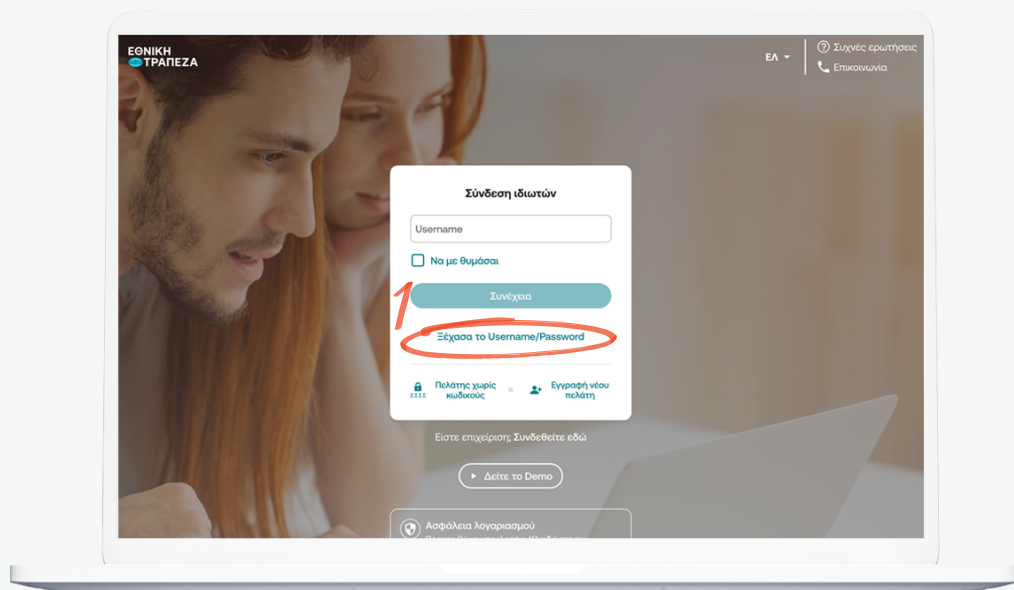 ΕΘΝΙΚΗ
ΤΡΑΠΕΖΑ
ΕΛ
Συχνές ερωτήσεις
Επικοινωνία
Σύνδεση ιδιωτών
Username
Να με θυμάσαι
Συνέχεια
1
Ξέχασα το Username/Password
Πελάτης χωρίς
κωδικούς
Εγγραφή νέου
πελάτη
Είστε επιχείρηση; Συνδεθείτε εδώ
Δείτε το Demo
Ασφάλεια λογαριασμού